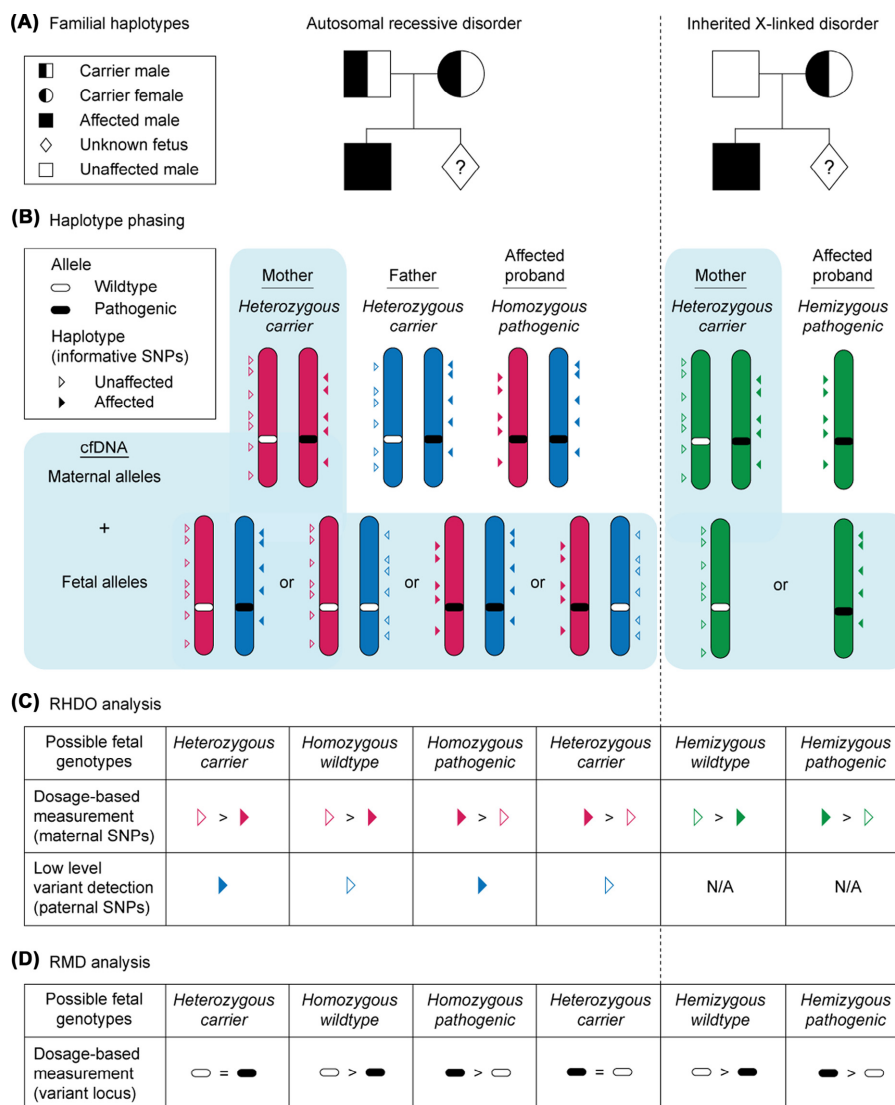 (A) Familial haplotypes
Autosomal recessive disorder
Inherited X-linked disorder
Carrier male
Carrier female
Affected male
Unknown fetus
Unaffected male
?
?
(B) Haplotype phasing
Allele
Wildtype
Pathogenic
Haplotype
(informative SNPs)
Unaffected
Affected
Mother
Heterozygous
carrier
Father
Heterozygous
carrier
Affected
proband
Homozygous
pathogenic
Mother
Heterozygous
carrier
Affected
proband
Hemizygous
pathogenic
cfDNA
Maternal alleles
+
Fetal alleles
or
or
or
or
(C) RHDO analysis
Possible fetal
genotypes
Heterozygous
carrier
Homozygous
wildtype
Homozygous
pathogenic
Heterozygous
carrier
Hemizygous
wildtype
Hemizygous
pathogenic
Dosage-based
measurement
(maternal SNPs)
>
>
>
>
>
>
Low level
variant detection
(paternal SNPs)
N/A
N/A
(D) RMD analysis
Possible fetal
genotypes
Heterozygous
carrier
Homozygous
wildtype
Homozygous
pathogenic
Heterozygous
carrier
Hemizygous
wildtype
Hemizygous
pathogenic
Dosage-based
measurement
(variant locus)
=
>
>
=
>
>